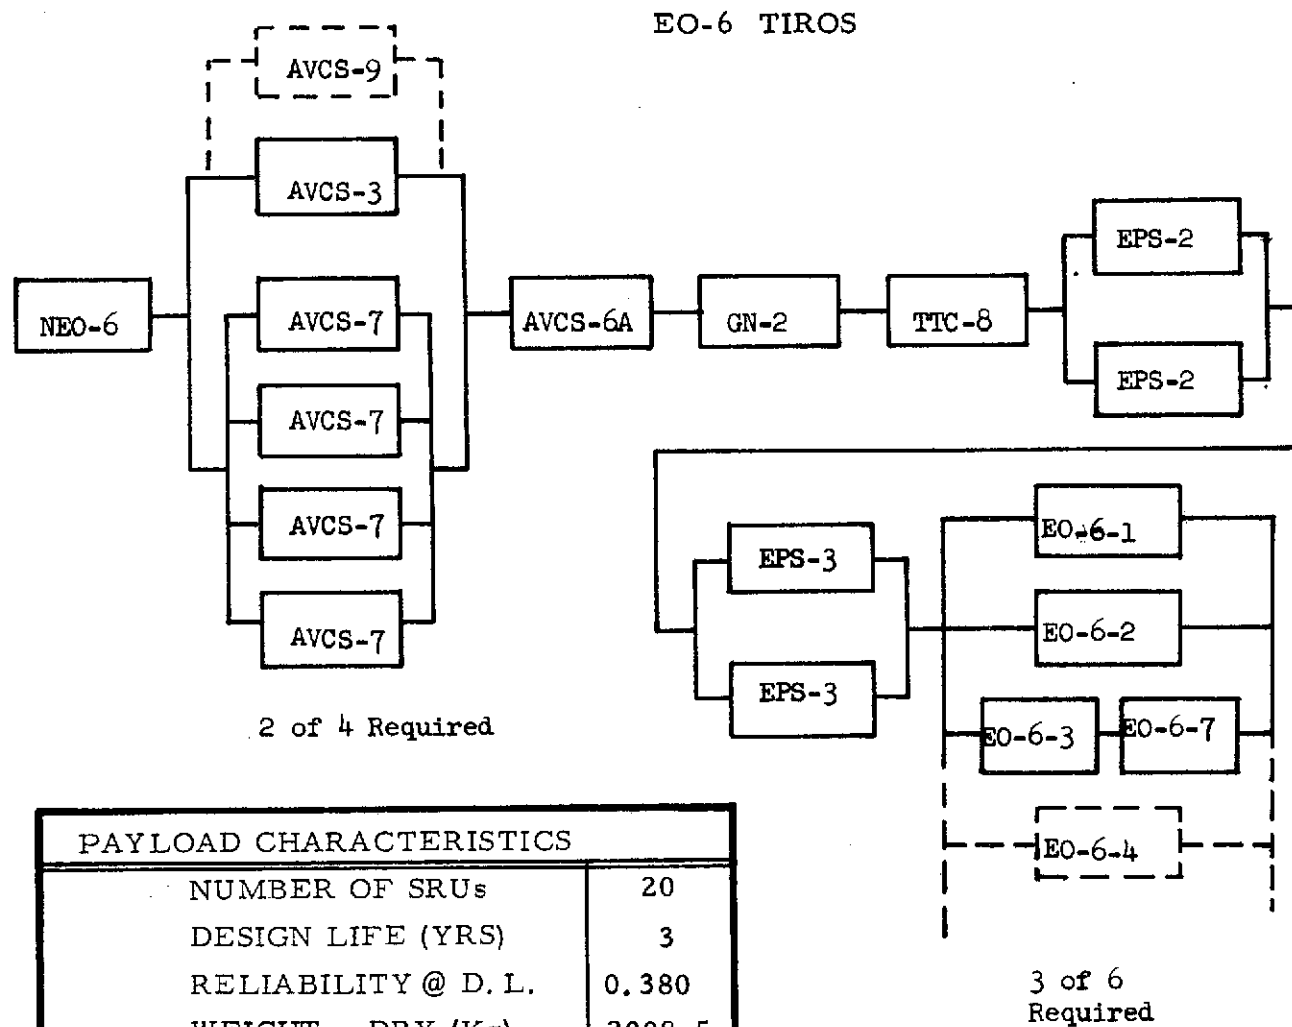 EO-6 TIROS
AVCS-9
AVCS-3
NEO-6
AVCS-7
AVCS-7
AVCS-7
AVCS-7
2 of 4 Required
AVCS-6A
GN-2
TTC-8
EPS-2
EPS-2
EPS-3
EPS-3
EO-6-1
EO-6-2
EO-6-3
EO-6-7
EO-6-4
3 of 6
Required
PAYLOAD CHARACTERISTICS
NUMBER OF SRUs 20
DESIGN LIFE (YRS) 3
RELIABILITY @ D. L. 0.380
WEIGHT - DRY (Kg)